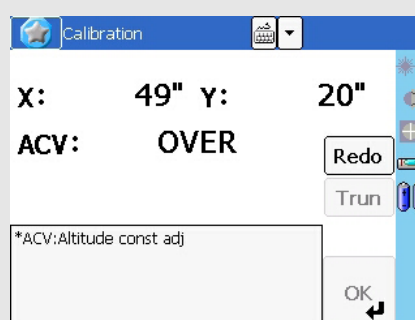 Calibration
X: 49" Y: 20"
ACV: OVER
Redo
Trun
*ACV:Altitude const adj
OK